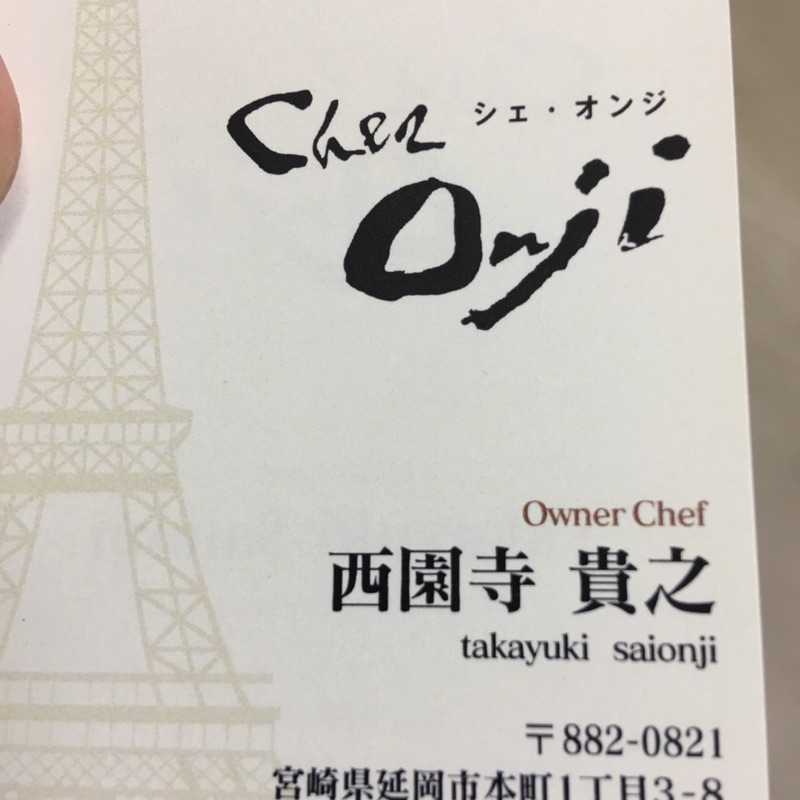 Chez シェ・オンジ
Onji
Owner Chef
西園寺 貴之
takayuki saionji
〒882-0821
宮崎県延岡市本町1丁目3-8